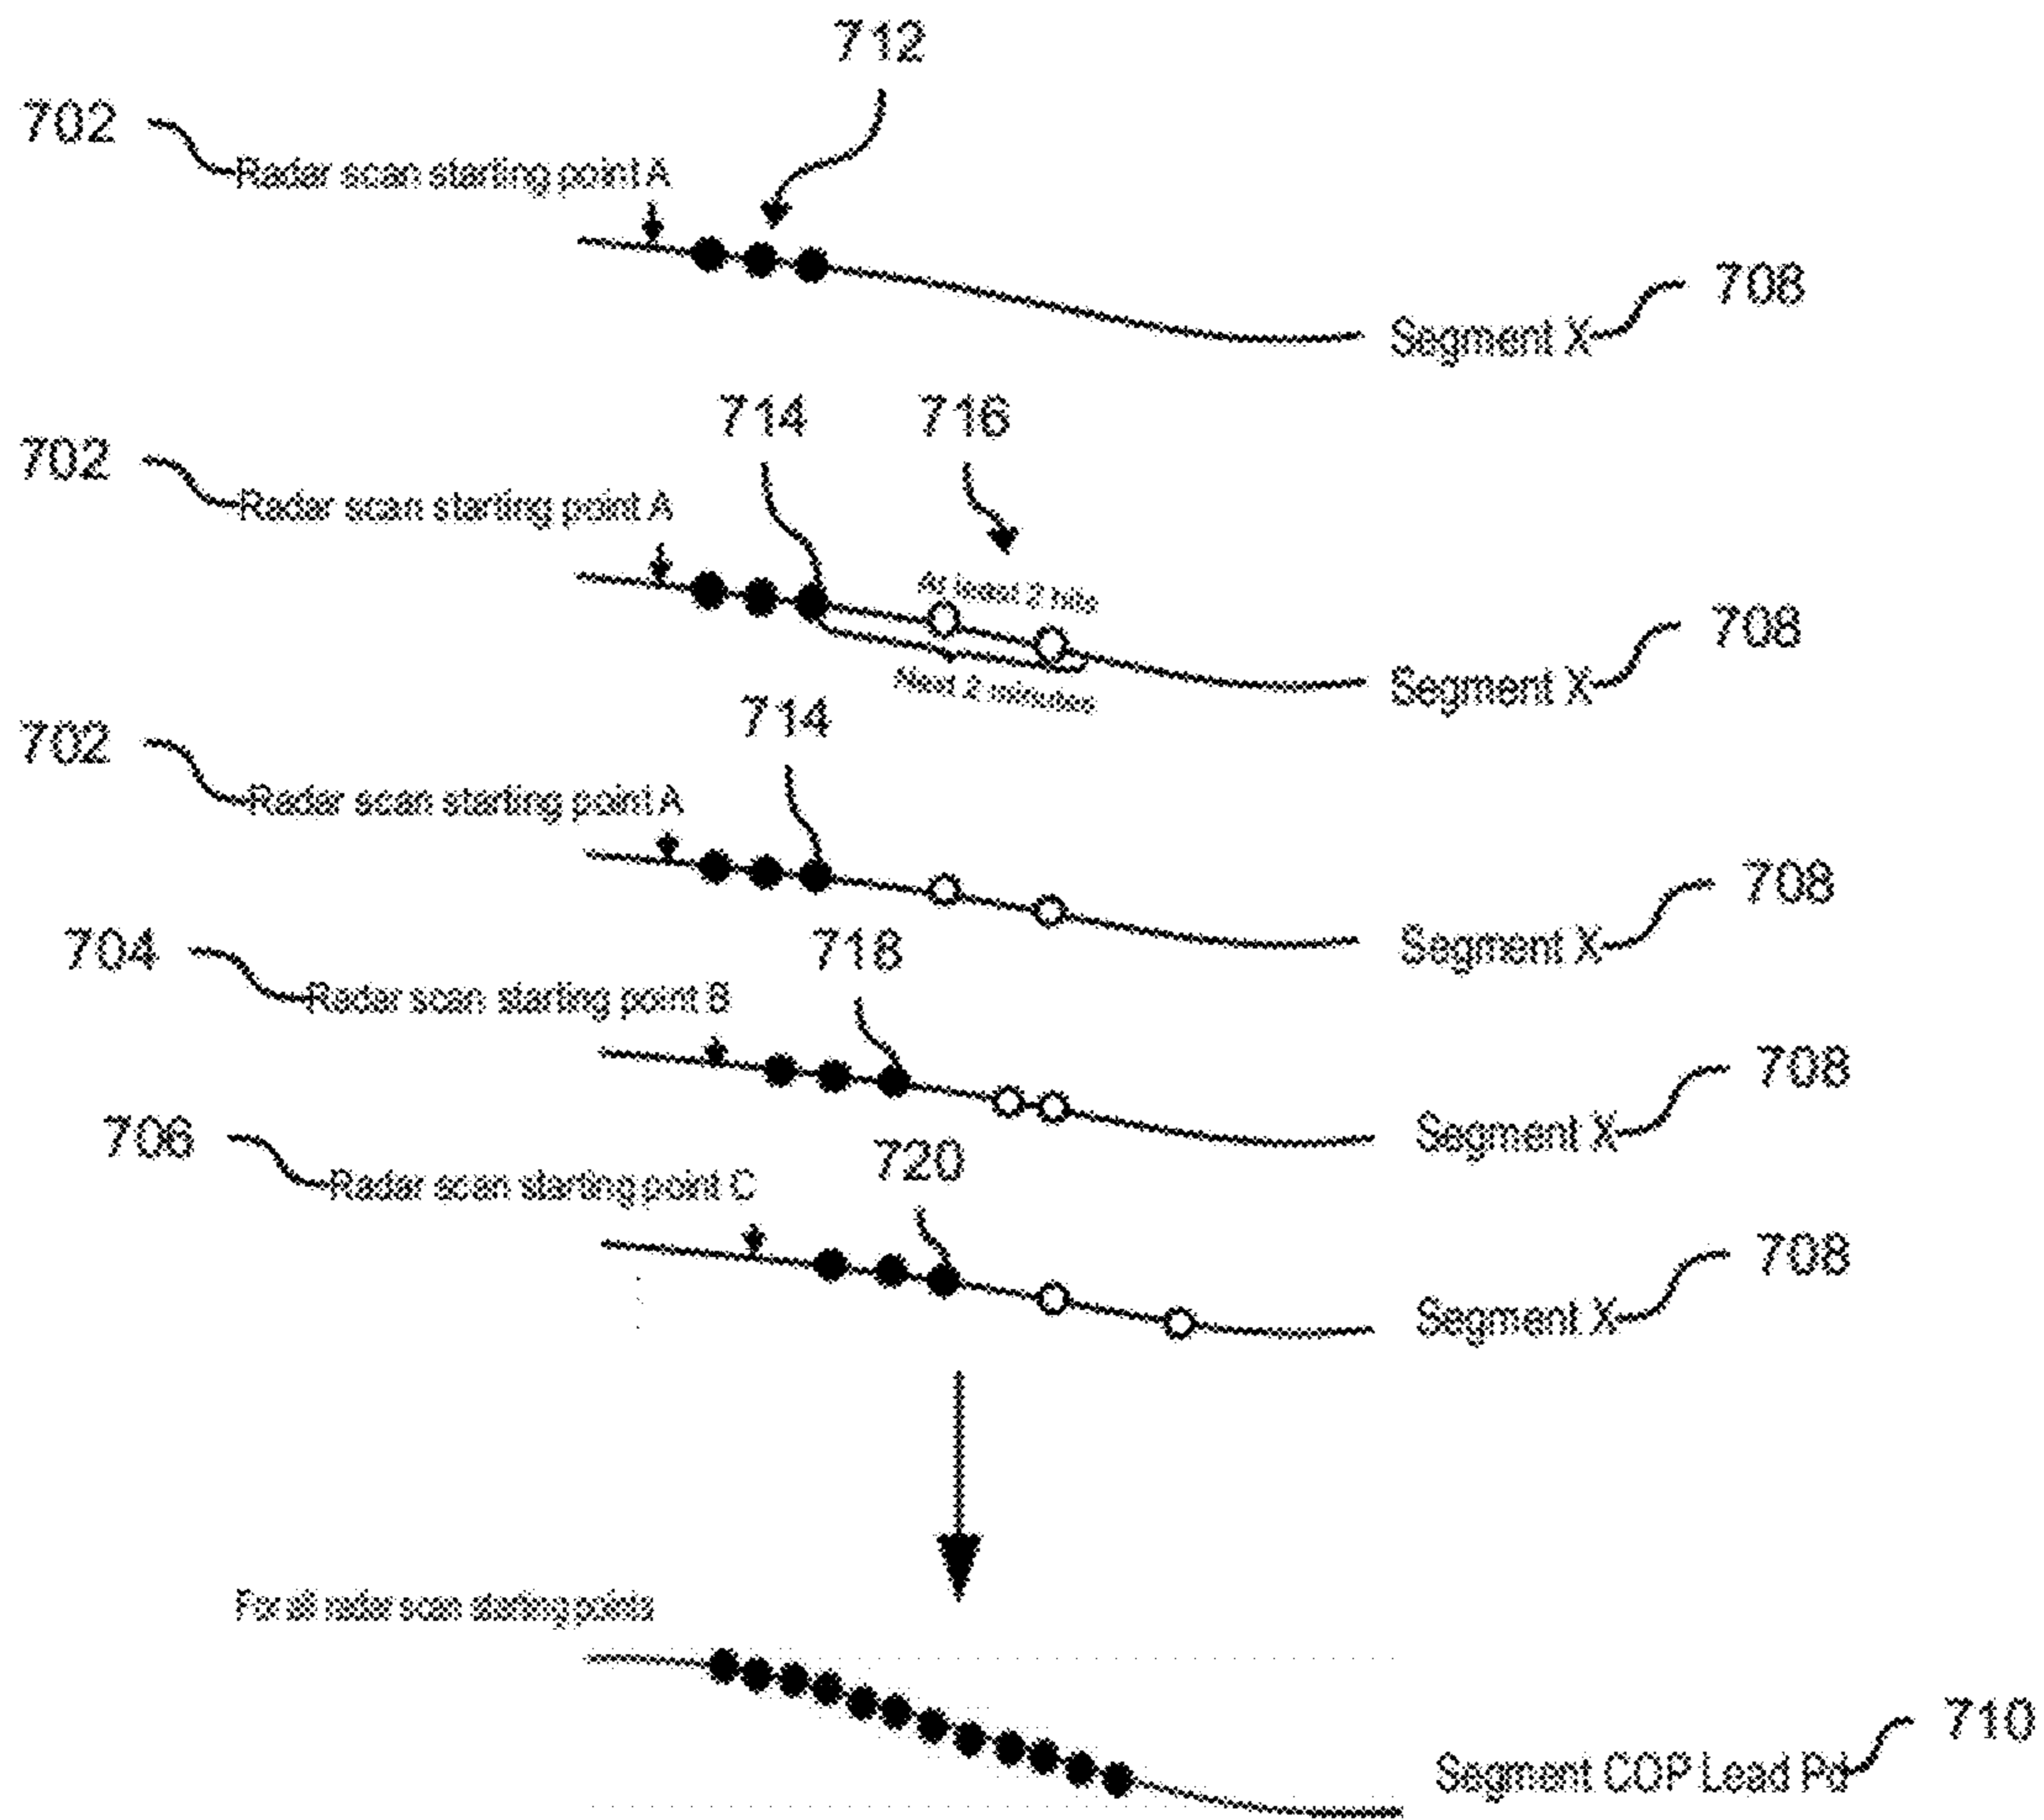 712
702
Radar scan starting point A
708
Segment X
714
716
702
Radar scan starting point A
At least 2 hits
708
Next 2 minutes
Segment X
714
702
Radar scan starting point A
708
Segment X
704
718
Radar scan starting point B
708
Segment X
706
720
Radar scan starting point C
708
Segment X
For all radar scan starting points
710
Segment COP Lead Pd